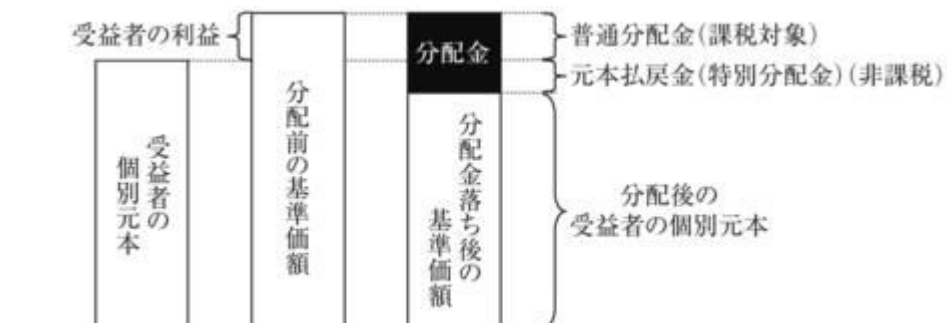 受益者の利益
分配金
普通分配金(課税対象)
元本払戻金(特別分配金)(非課税)
受益者の
個別元本
分配前の基準価額
分配金落ち後の
基準価額
分配後の
受益者の個別元本